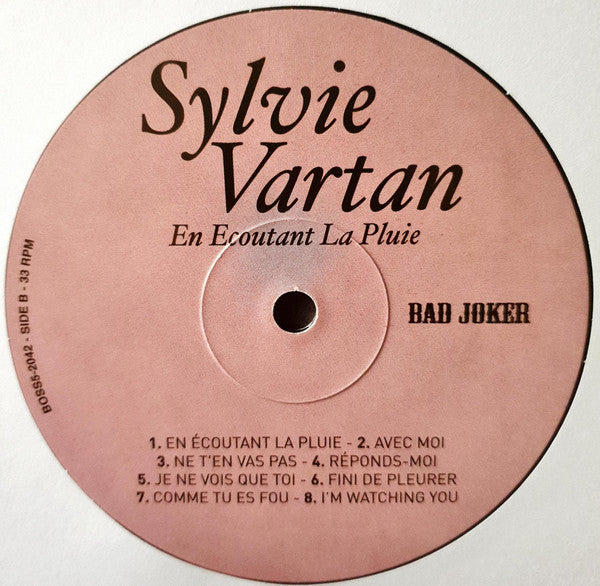 Sylvie
Vartan
En Ecoutant La Pluie
BAD JOKER
BOSS5-2042 - SIDE B - 33 RPM
1. EN ÉCOUTANT LA PLUIE - 2. AVEC MOI
3. NE T'EN VAS PAS - 4. RÉPONDS-MOI
5. JE NE VOIS QUE TOI - 6. FINI DE PLEURER
7. COMME TU ES FOU - 8. I'M WATCHING YOU